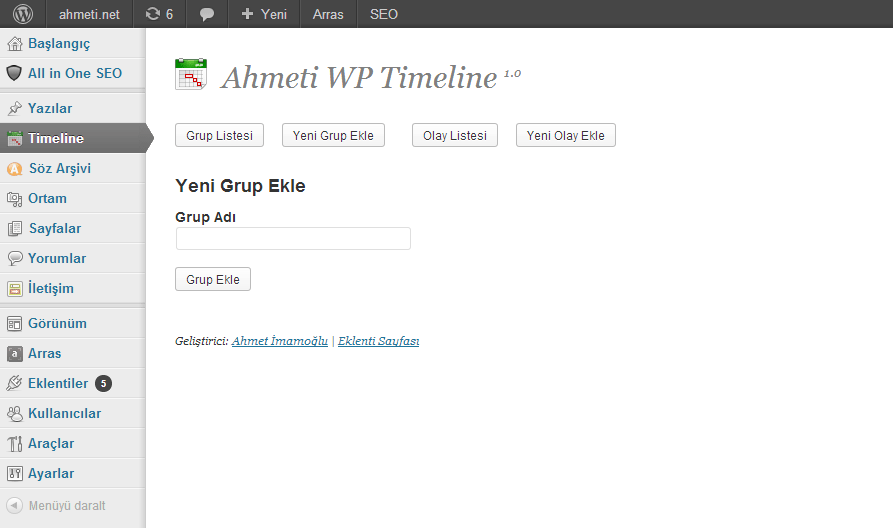 ahmeti.net 6 Yeni Arras SEO
Başlangıç
All in One SEO
Yazılar
Timeline
Söz Arşivi
Ortam
Sayfalar
Yorumlar
İletişim
Görünüm
Arras
Eklentiler 5
Kullanıcılar
Araçlar
Ayarlar
Menüyü daralt
Ahmeti WP Timeline 1.0
Grup Listesi Yeni Grup Ekle Olay Listesi Yeni Olay Ekle
Yeni Grup Ekle
Grup Adı
Grup Ekle
Geliştirici: Ahmet İmamoğlu | Eklenti Sayfası